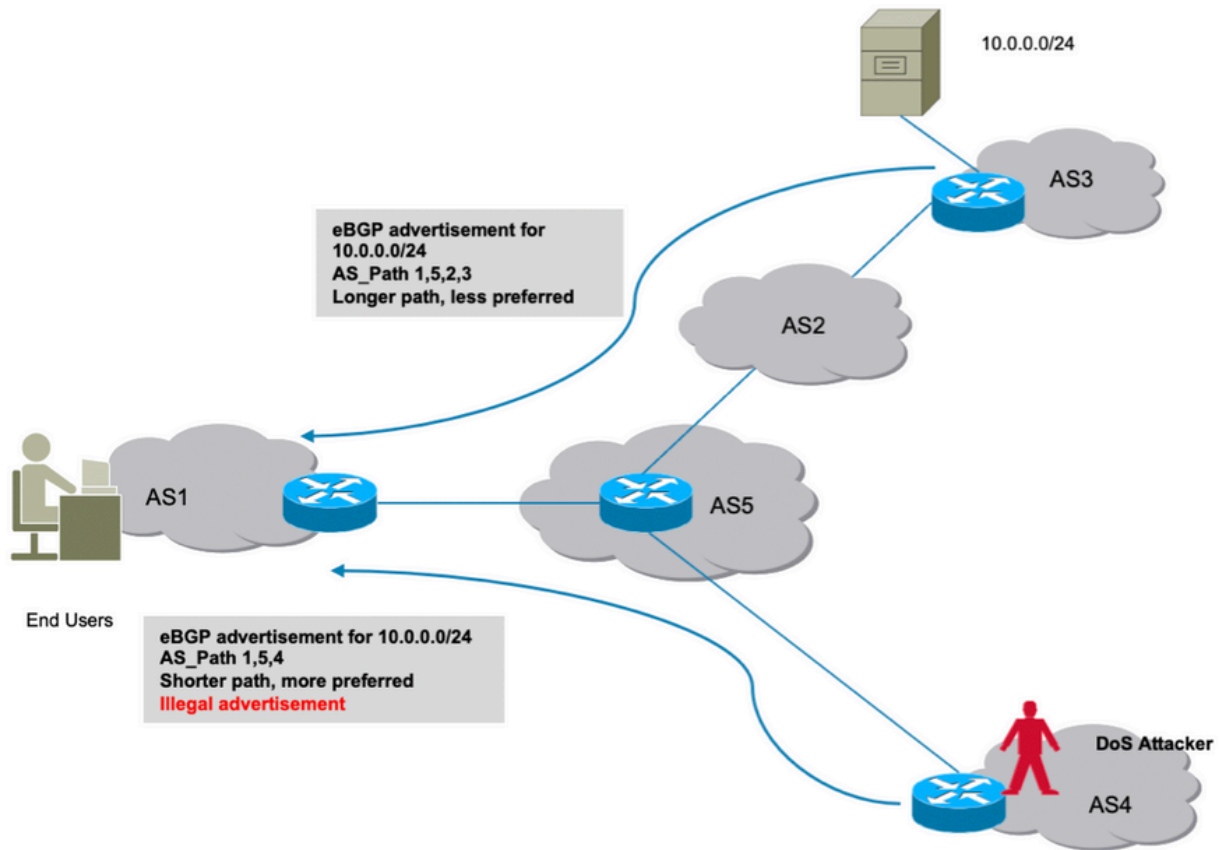 10.0.0.0/24
AS3
eBGP advertisement for
10.0.0.0/24
AS_Path 1,5,2,3
Longer path, less preferred
AS2
AS1
AS5
End Users
eBGP advertisement for 10.0.0.0/24
AS_Path 1,5,4
Shorter path, more preferred
Illegal advertisement
DoS Attacker
AS4